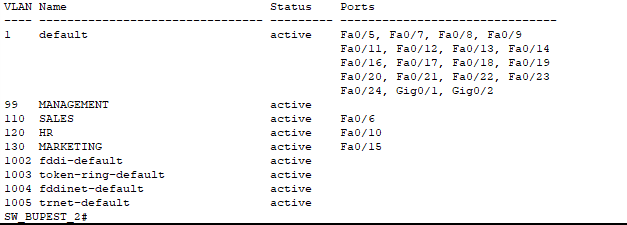 VLAN Name                             Status    Ports
---- -------------------------------- --------- -------------------------------
1    default                          active    Fa0/5, Fa0/7, Fa0/8, Fa0/9
                                                Fa0/11, Fa0/12, Fa0/13, Fa0/14
                                                Fa0/16, Fa0/17, Fa0/18, Fa0/19
                                                Fa0/20, Fa0/21, Fa0/22, Fa0/23
                                                Fa0/24, Gig0/1, Gig0/2
99   MANAGEMENT                       active
110  SALES                            active    Fa0/6
120  HR                               active    Fa0/10
130  MARKETING                        active    Fa0/15
1002 fddi-default                     active
1003 token-ring-default               active
1004 fddinet-default                  active
1005 trnet-default                    active
SW_BUPEST_2#